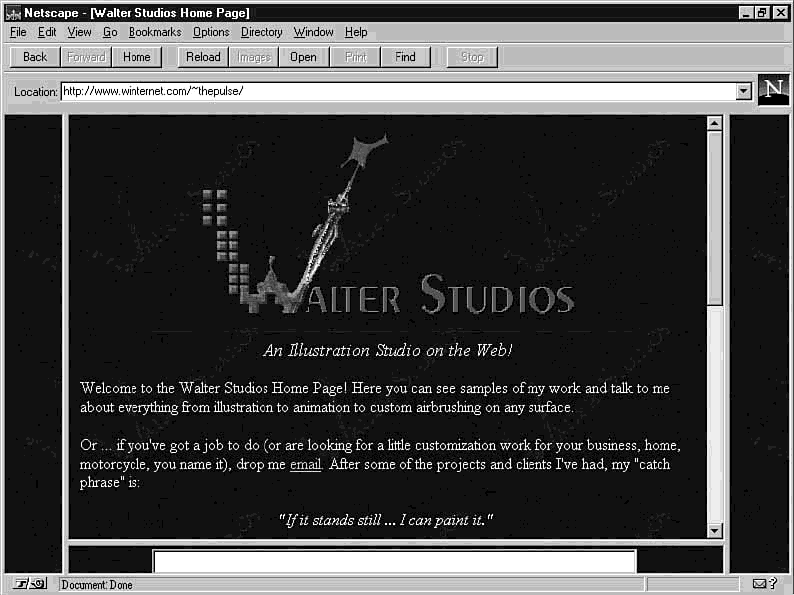 Netscape - [Walter Studios Home Page]
File Edit View Go Bookmarks Options Directory Window Help
Back Forward Home Reload Images Open Print Find Stop
Location: http://www.winternet.com/~thepulse/
N
WALTER STUDIOS
An Illustration Studio on the Web!
Welcome to the Walter Studios Home Page! Here you can see samples of my work and talk to me
about everything from illustration to animation to custom airbrushing on any surface.
Or ... if you've got a job to do (or are looking for a little customization work for your business, home,
motorcycle, you name it), drop me email. After some of the projects and clients I've had, my "catch
phrase" is:
"If it stands still ... I can paint it."
Document: Done
?